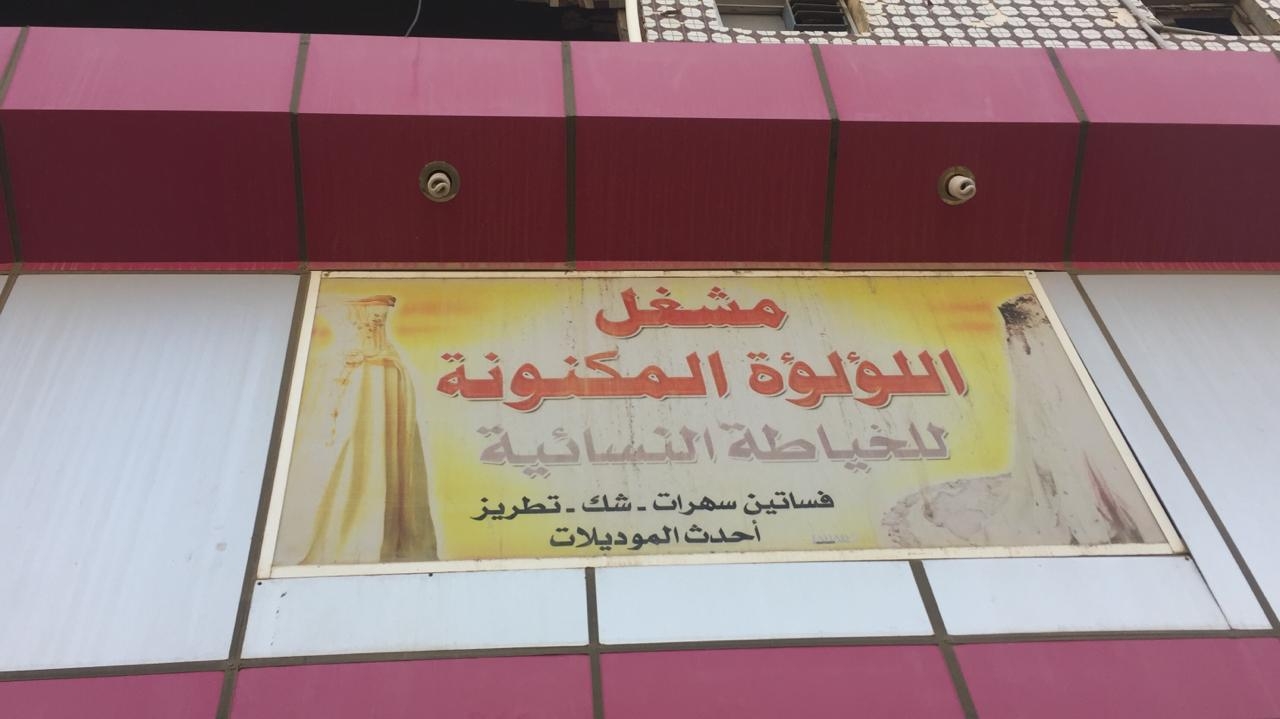 مشغل
اللؤلؤة المكنونة
للخياطة النسائية
فساتين سهرات - شك - تطريز
أحدث الموديلات